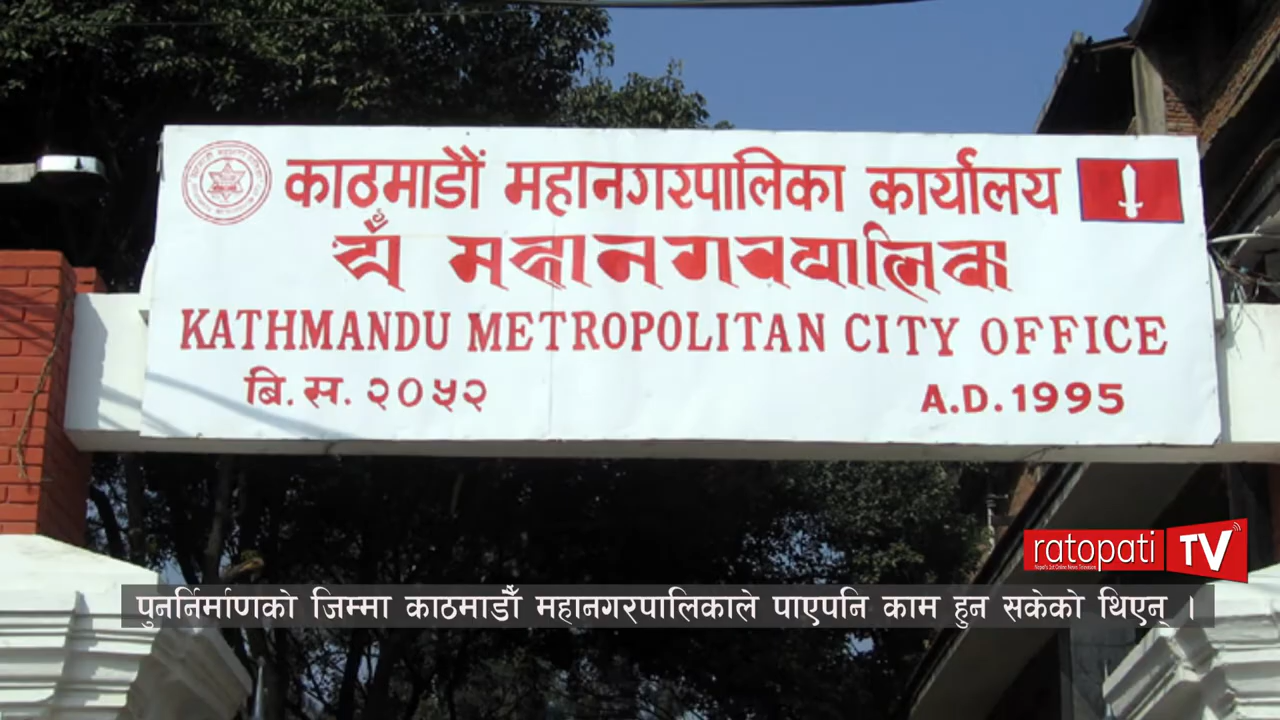 काठमाडौं महानगरपालिका कार्यालय
KATHMANDU METROPOLITAN CITY OFFICE
बि. स. २०५२
A.D. 1995
ratopati TV
पुनर्निर्माणको जिम्मा काठमाडौँ महानगरपालिकाले पाएपनि काम हुन सकेको थिएन् ।